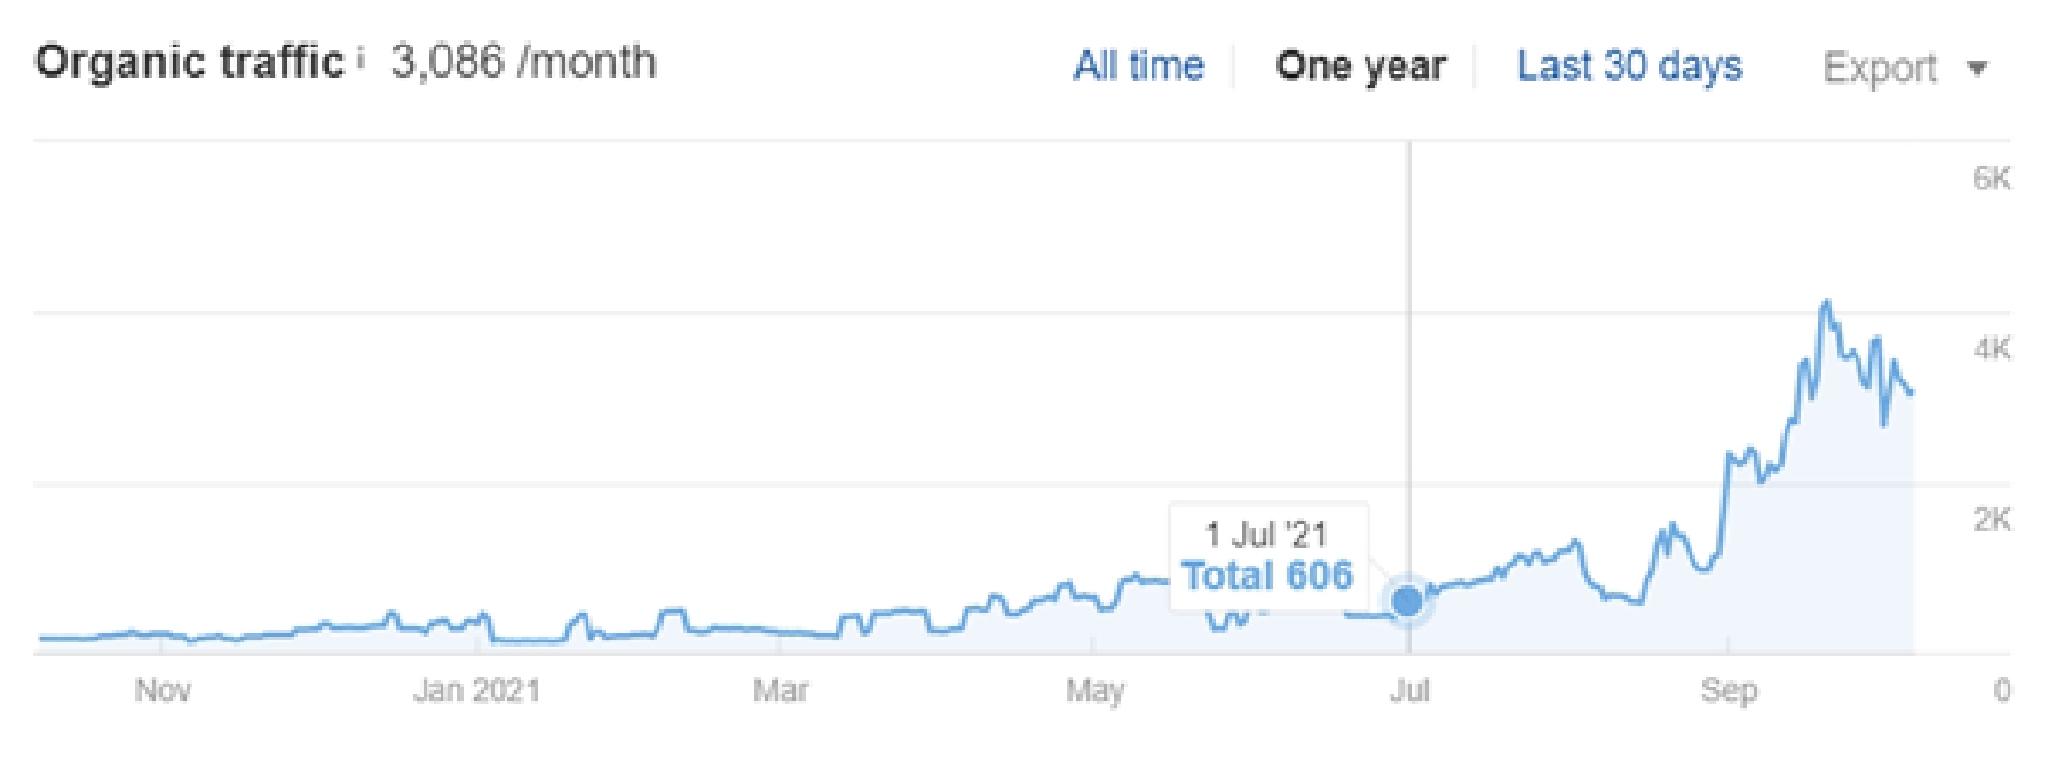 Organic traffic i 3,086 /month
All time One year Last 30 days Export
6K
4K
2K
1 Jul '21
Total 606
Nov Jan 2021 Mar May Jul Sep 0